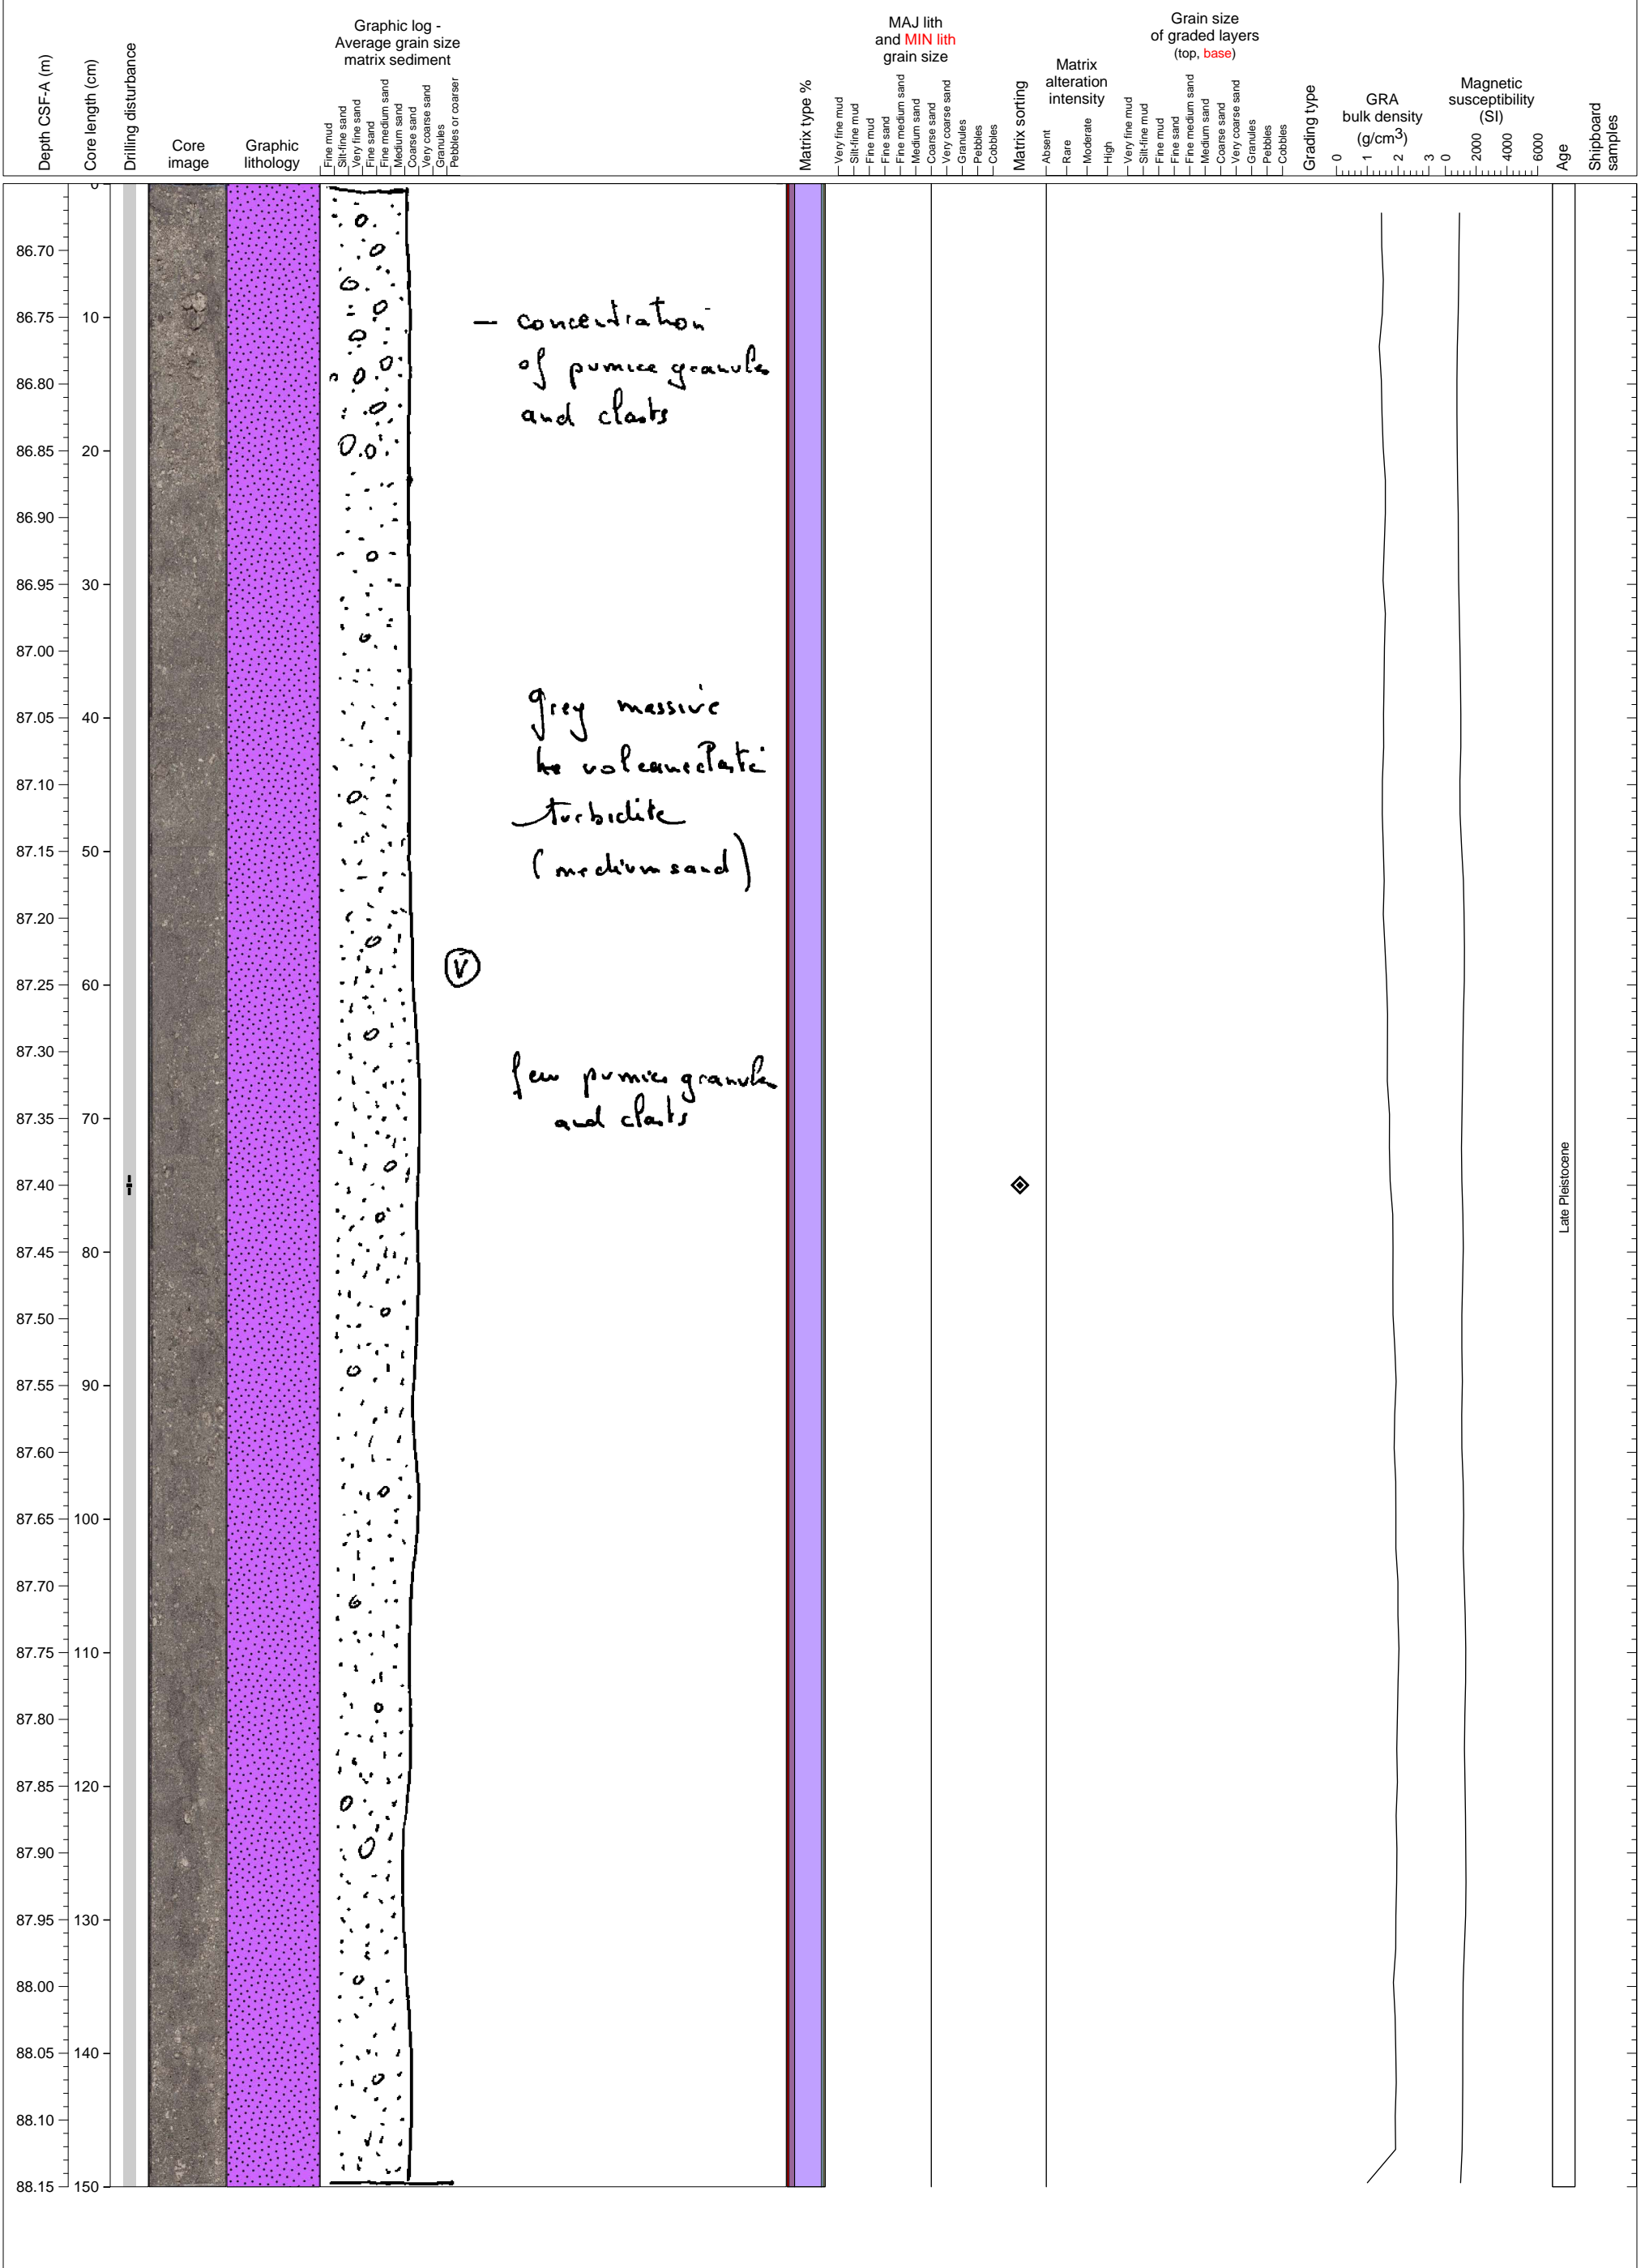 Depth CSF-A (m)
Core length (cm)
Drilling disturbance
Core
image
Graphic
lithology
Graphic log -
Average grain size
matrix sediment
Fine mud
Silt-fine sand
Very fine sand
Fine sand
Fine medium sand
Medium sand
Coarse sand
Very coarse sand
Granules
Pebbles or coarser
Matrix type %
MAJ lith
and MIN lith
grain size
Very fine mud
Silt-fine mud
Fine mud
Fine sand
Fine medium sand
Medium sand
Coarse sand
Very coarse sand
Granules
Pebbles
Cobbles
Matrix sorting
Matrix
alteration
intensity
Absent
Rare
Moderate
High
Grain size
of graded layers
(top, base)
Very fine mud
Silt-fine mud
Fine mud
Fine sand
Fine medium sand
Medium sand
Coarse sand
Very coarse sand
Granules
Pebbles
Cobbles
Grading type
GRA
bulk density
(g/cm3)
0 1 2 3
Magnetic
susceptibility
(SI)
0 2000 4000 6000
Age
Shipboard
samples
0
86.70
86.75 10
86.80
86.85 20
86.90
86.95 30
87.00
87.05 40
87.10
87.15 50
87.20
87.25 60
87.30
87.35 70
87.40
87.45 80
87.50
87.55 90
87.60
87.65 100
87.70
87.75 110
87.80
87.85 120
87.90
87.95 130
88.00
88.05 140
88.10
88.15 150
— concentration
of pumice granules
and clasts
grey massive
volcaniclastic
turbidite
(medium sand)
V
few pumice granules
and clasts
Late Pleistocene